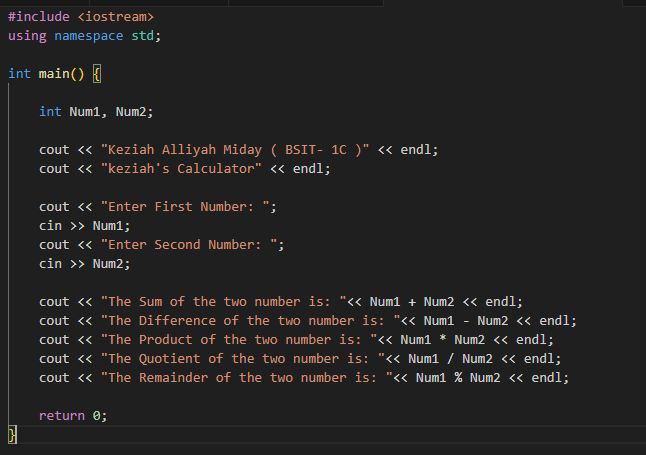 #include <iostream>
using namespace std;
int main() {
int Num1, Num2;
cout << "Keziah Alliyah Miday ( BSIT- 1C )" << endl;
cout << "keziah's Calculator" << endl;
cout << "Enter First Number: ";
cin >> Num1;
cout << "Enter Second Number: ";
cin >> Num2;
cout << "The Sum of the two number is: "<< Num1 + Num2 << endl;
cout << "The Difference of the two number is: "<< Num1 - Num2 << endl;
cout << "The Product of the two number is: "<< Num1 * Num2 << endl;
cout << "The Quotient of the two number is: "<< Num1 / Num2 << endl;
cout << "The Remainder of the two number is: "<< Num1 % Num2 << endl;
return 0;
}